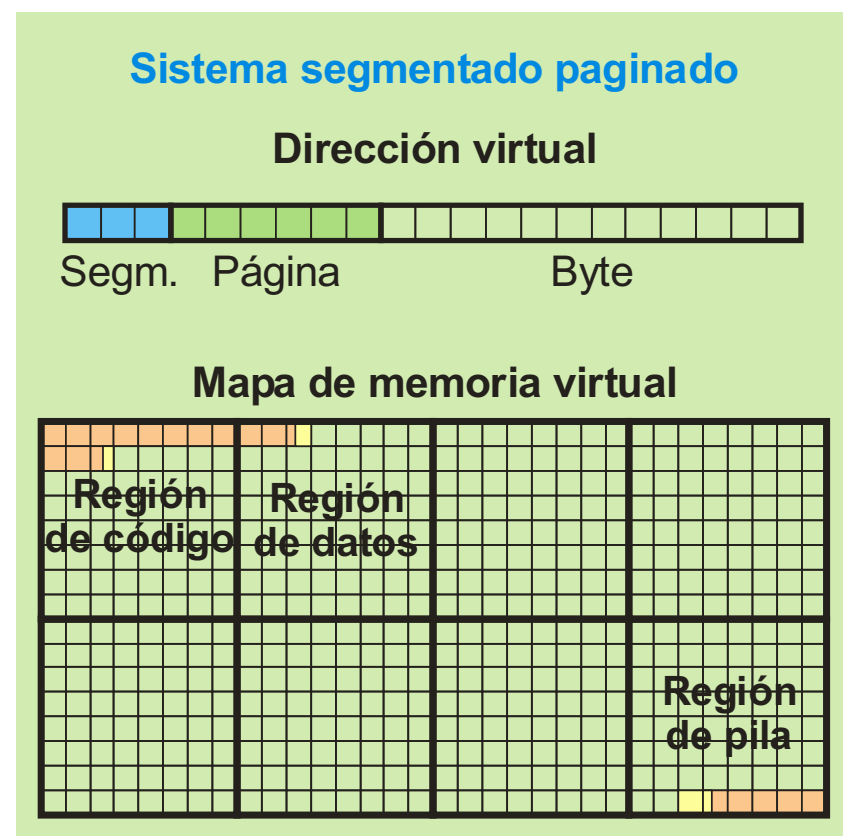 Sistema segmentado paginado
Dirección virtual
Segm. Página Byte
Mapa de memoria virtual
Región
de código
Región
de datos
Región
de pila